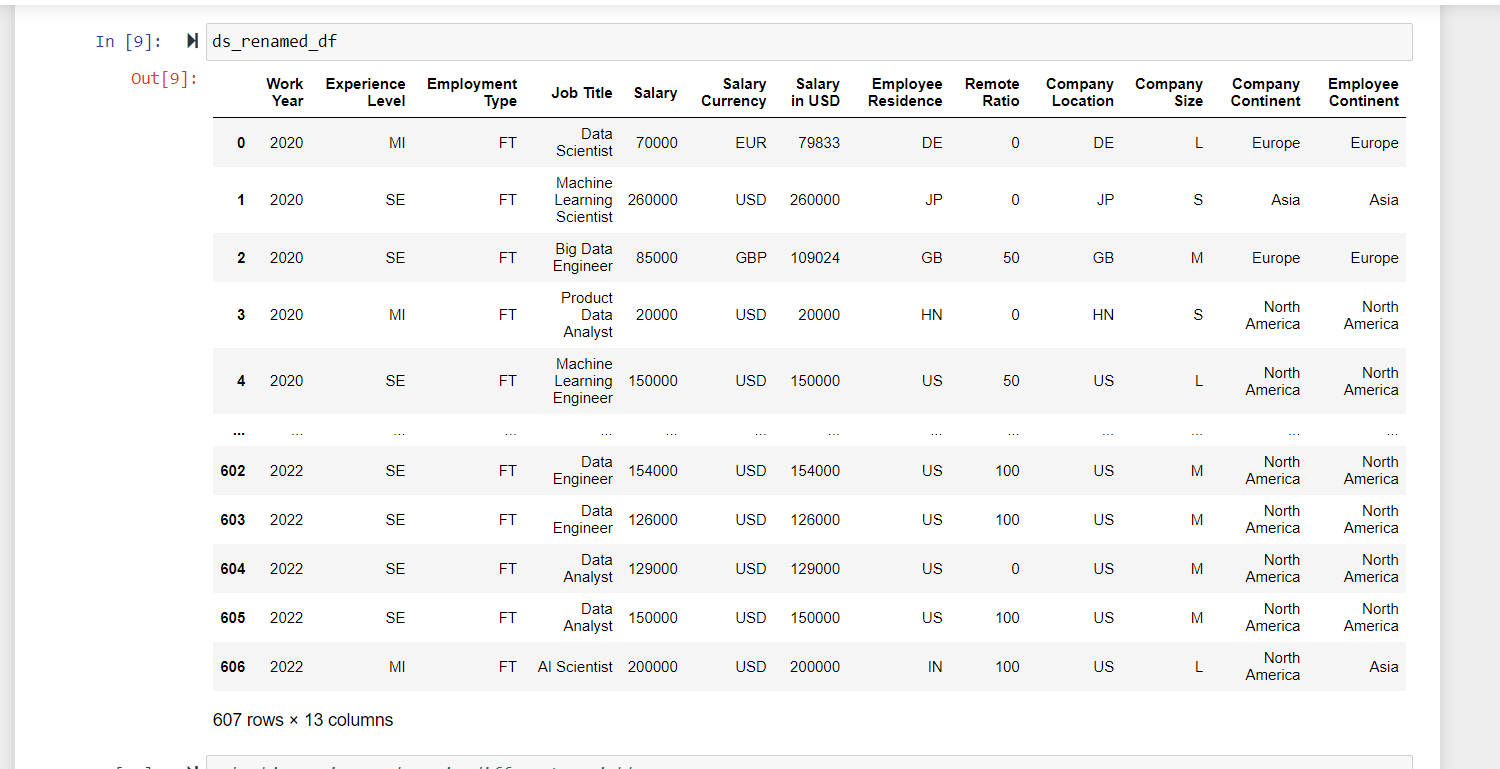 In [9]: ds_renamed_df
Out[9]:
Work Year Experience Level Employment Type Job Title Salary Salary Currency Salary in USD Employee Residence Remote Ratio Company Location Company Size Company Continent Employee Continent
0 2020 MI FT Data Scientist 70000 EUR 79833 DE 0 DE L Europe Europe
1 2020 SE FT Machine Learning Scientist 260000 USD 260000 JP 0 JP S Asia Asia
2 2020 SE FT Big Data Engineer 85000 GBP 109024 GB 50 GB M Europe Europe
3 2020 MI FT Product Data Analyst 20000 USD 20000 HN 0 HN S North America North America
4 2020 SE FT Machine Learning Engineer 150000 USD 150000 US 50 US L North America North America
... ... ... ... ... ... ... ... ... ... ... ... ... ...
602 2022 SE FT Data Engineer 154000 USD 154000 US 100 US M North America North America
603 2022 SE FT Data Engineer 126000 USD 126000 US 100 US M North America North America
604 2022 SE FT Data Analyst 129000 USD 129000 US 0 US M North America North America
605 2022 SE FT Data Analyst 150000 USD 150000 US 100 US M North America North America
606 2022 MI FT AI Scientist 200000 USD 200000 IN 100 US L North America Asia
607 rows × 13 columns